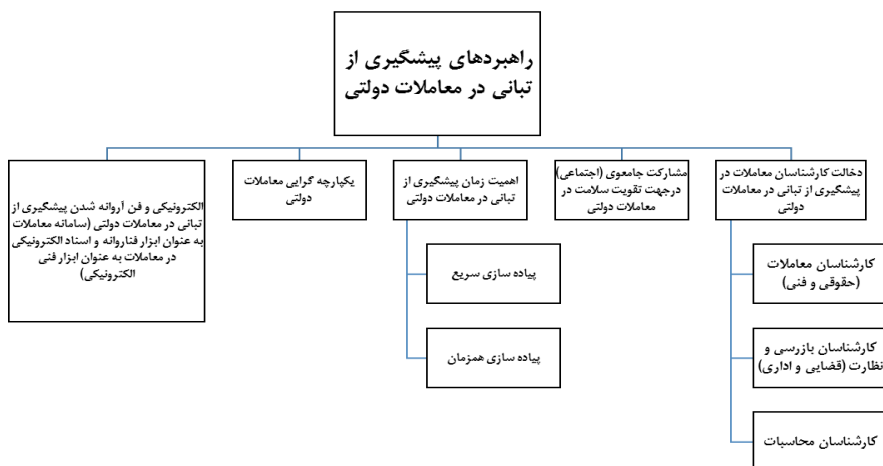 راهبردهای پیشگیری از
تبانی در معاملات دولتی
دخالت کارشناسان معاملات در
پیشگیری از تبانی در معاملات
دولتی
کارشناسان معاملات
(حقوقی و فنی)
کارشناسان بازرسی و
نظارت (قضایی و اداری)
کارشناسان محاسبات
مشارکت جامعوی (اجتماعی)
درجهت تقویت سلامت در
معاملات دولتی
اهمیت زمان پیشگیری از
تبانی در معاملات دولتی
پیاده سازی سریع
پیاده سازی همزمان
یکپارچه گرایی معاملات
دولتی
الکترونیکی و فن آروانه شدن پیشگیری از
تبانی در معاملات دولتی (سامانه معاملات
به عنوان ابزار فناروانه و اسناد الکترونیکی
در معاملات به عنوان ابزار فنی
الکترونیکی)